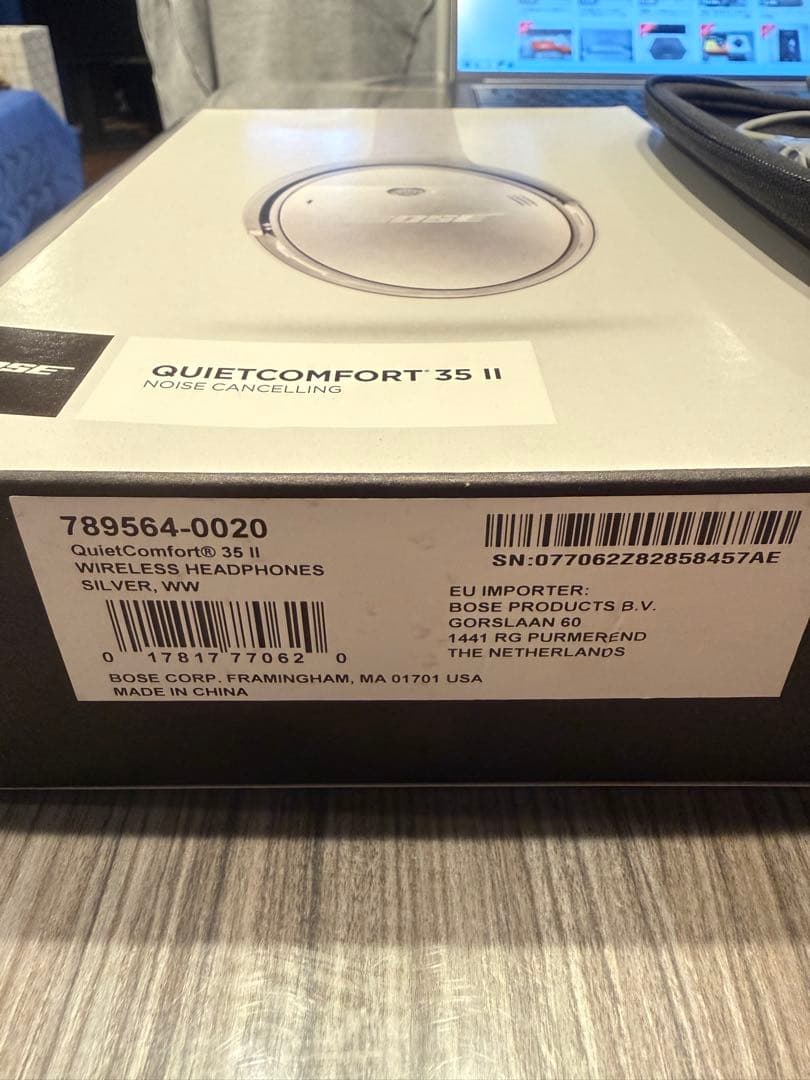 BOSE
QUIETCOMFORT® 35 II
NOISE CANCELLING
789564-0020
QuietComfort® 35 II
WIRELESS HEADPHONES
SILVER, WW
0 17817 77062 0
BOSE CORP. FRAMINGHAM, MA 01701 USA
MADE IN CHINA
SN:077062Z82858457AE
EU IMPORTER:
BOSE PRODUCTS B.V.
GORSLAAN 60
1441 RG PURMEREND
THE NETHERLANDS